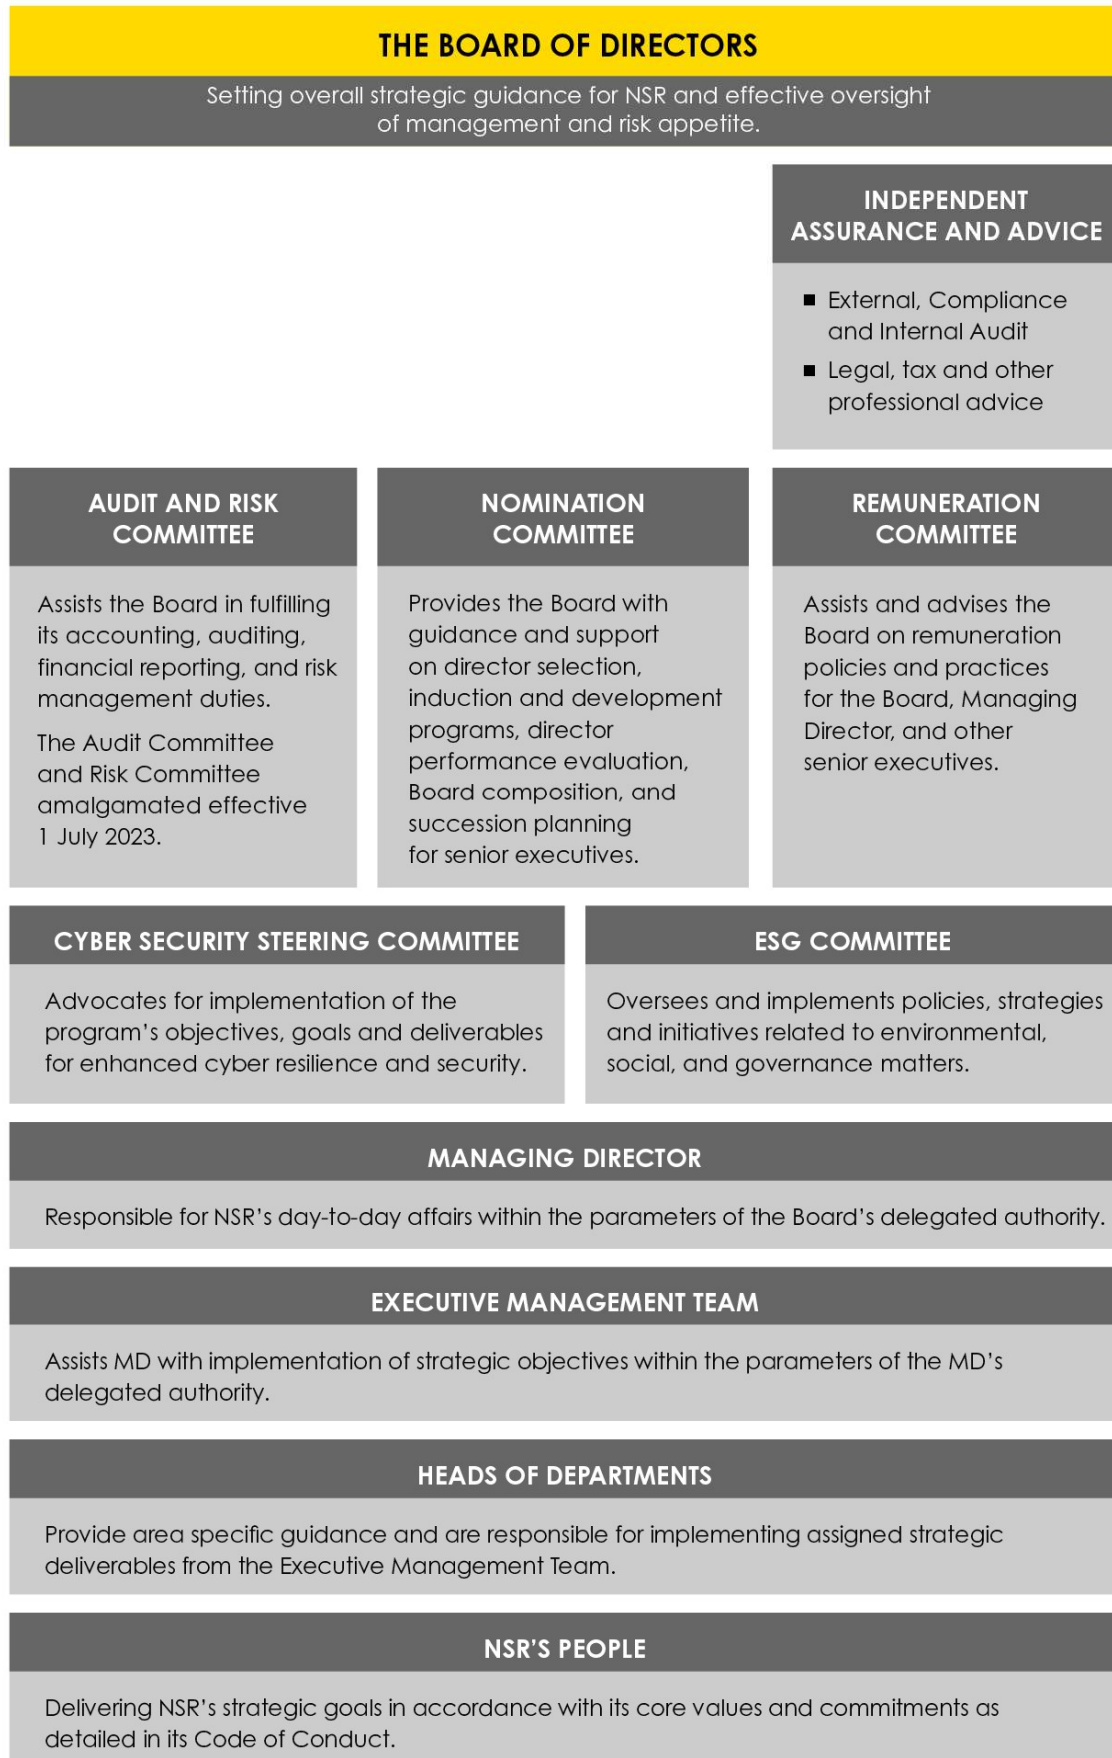 THE BOARD OF DIRECTORS
Setting overall strategic guidance for NSR and effective oversight
of management and risk appetite.
INDEPENDENT
ASSURANCE AND ADVICE
■ External, Compliance
and Internal Audit
■ Legal, tax and other
professional advice
AUDIT AND RISK
COMMITTEE
Assists the Board in fulfilling
its accounting, auditing,
financial reporting, and risk
management duties.
The Audit Committee
and Risk Committee
amalgamated effective
1 July 2023.
NOMINATION
COMMITTEE
Provides the Board with
guidance and support
on director selection,
induction and development
programs, director
performance evaluation,
Board composition, and
succession planning
for senior executives.
REMUNERATION
COMMITTEE
Assists and advises the
Board on remuneration
policies and practices
for the Board, Managing
Director, and other
senior executives.
CYBER SECURITY STEERING COMMITTEE
Advocates for implementation of the
program's objectives, goals and deliverables
for enhanced cyber resilience and security.
ESG COMMITTEE
Oversees and implements policies, strategies
and initiatives related to environmental,
social, and governance matters.
MANAGING DIRECTOR
Responsible for NSR's day-to-day affairs within the parameters of the Board's delegated authority.
EXECUTIVE MANAGEMENT TEAM
Assists MD with implementation of strategic objectives within the parameters of the MD's
delegated authority.
HEADS OF DEPARTMENTS
Provide area specific guidance and are responsible for implementing assigned strategic
deliverables from the Executive Management Team.
NSR'S PEOPLE
Delivering NSR's strategic goals in accordance with its core values and commitments as
detailed in its Code of Conduct.